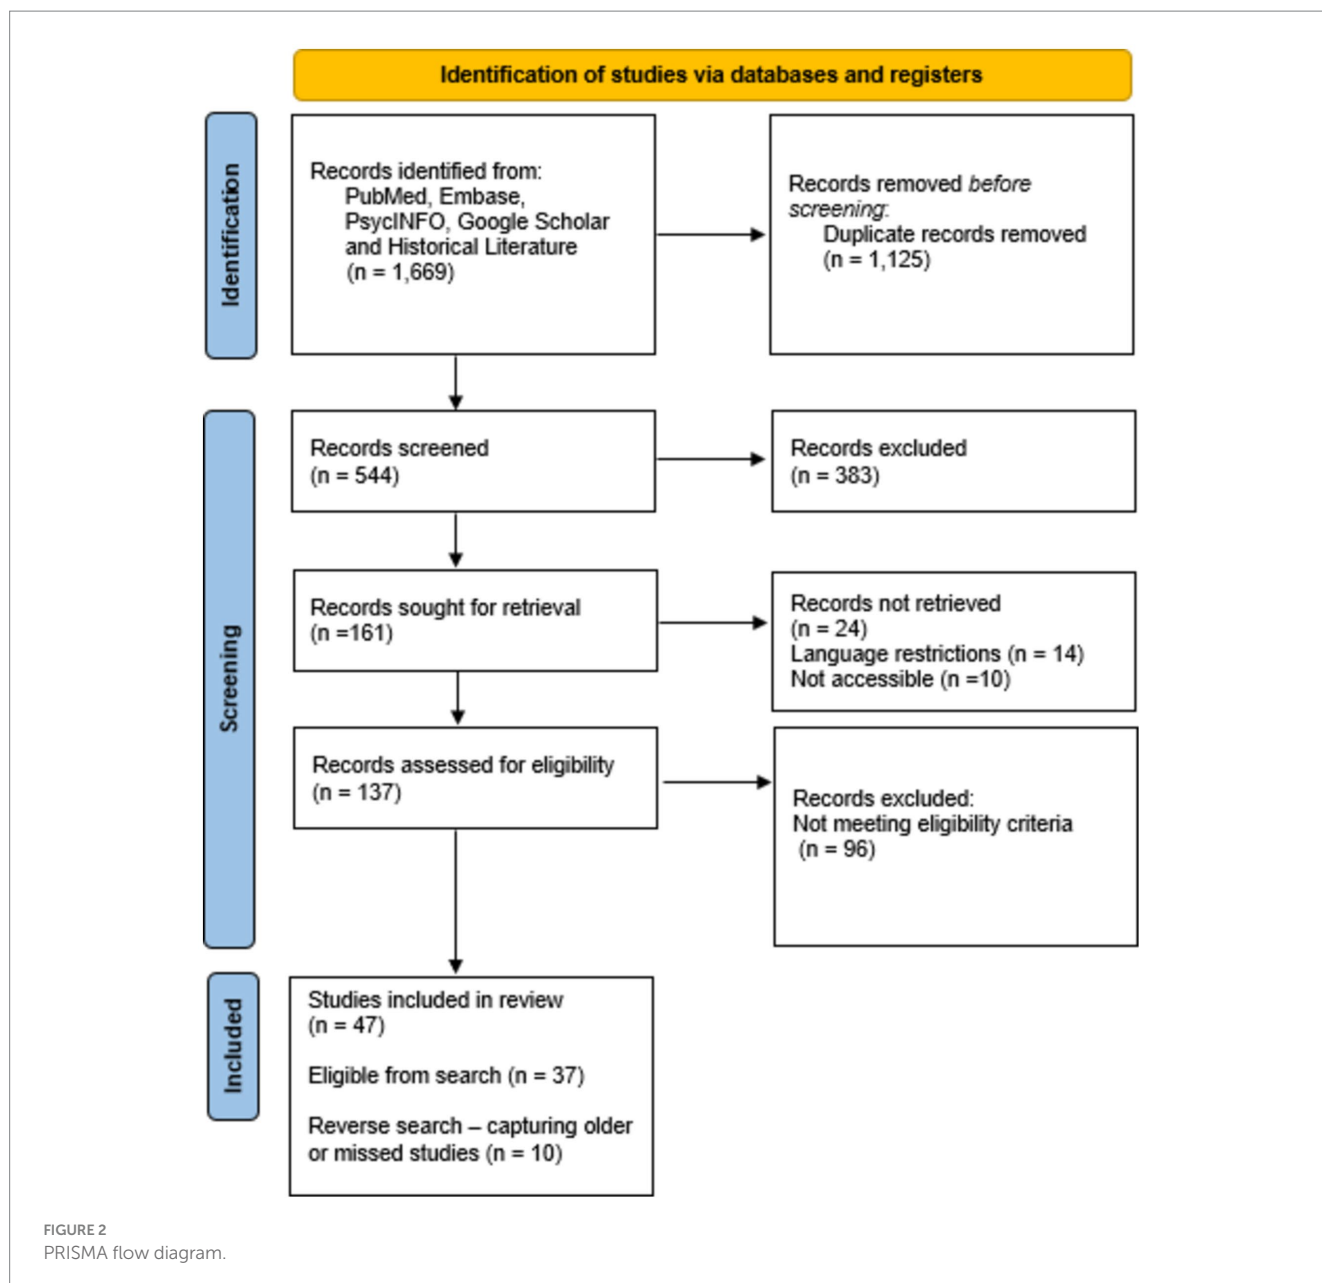 Identification of studies via databases and registers
Identification
Records identified from:
PubMed, Embase,
PsycINFO, Google Scholar
and Historical Literature
(n = 1,669)
Records removed before
screening:
Duplicate records removed
(n = 1,125)
Screening
Records screened
(n = 544)
Records excluded
(n = 383)
Records sought for retrieval
(n =161)
Records not retrieved
(n = 24)
Language restrictions (n = 14)
Not accessible (n =10)
Records assessed for eligibility
(n = 137)
Records excluded:
Not meeting eligibility criteria
(n = 96)
Included
Studies included in review
(n = 47)
Eligible from search (n = 37)
Reverse search – capturing older
or missed studies (n = 10)
FIGURE 2
PRISMA flow diagram.